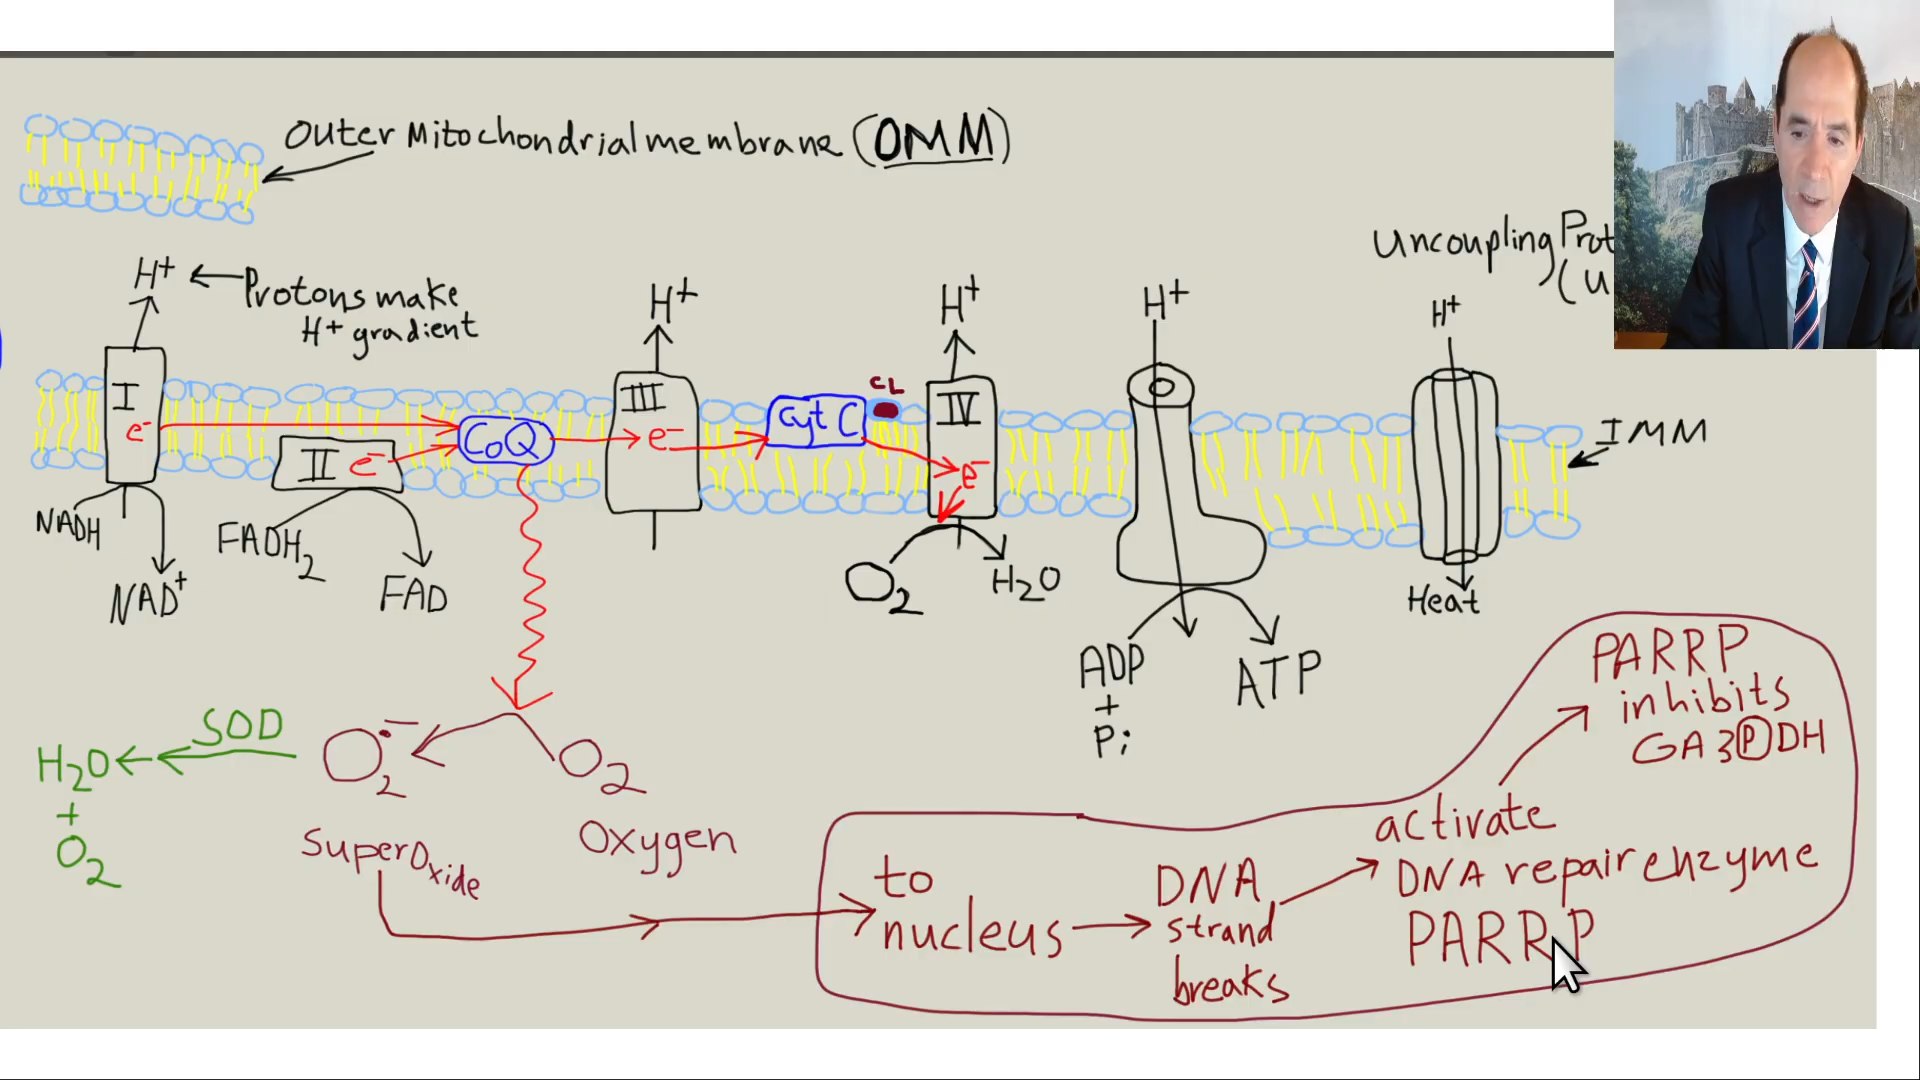 Outer Mitochondrial membrane (OMM)
H+ ← Protons make
H+ gradient
H+
H+
H+
Uncoupling Prot
(U
H+
I
e-
II e-
CoQ
III
e-
Cyt C
CL
IV
e-
IMM
NADH
NAD+
FADH2
FAD
O2
H2O
ADP
+
Pi
ATP
Heat
SOD
H2O
+
O2
O2•-
O2
SuperOxide
Oxygen
to
nucleus
DNA
strand
breaks
activate
DNA repair enzyme
PARRP
PARRP
inhibits
GA3PDH